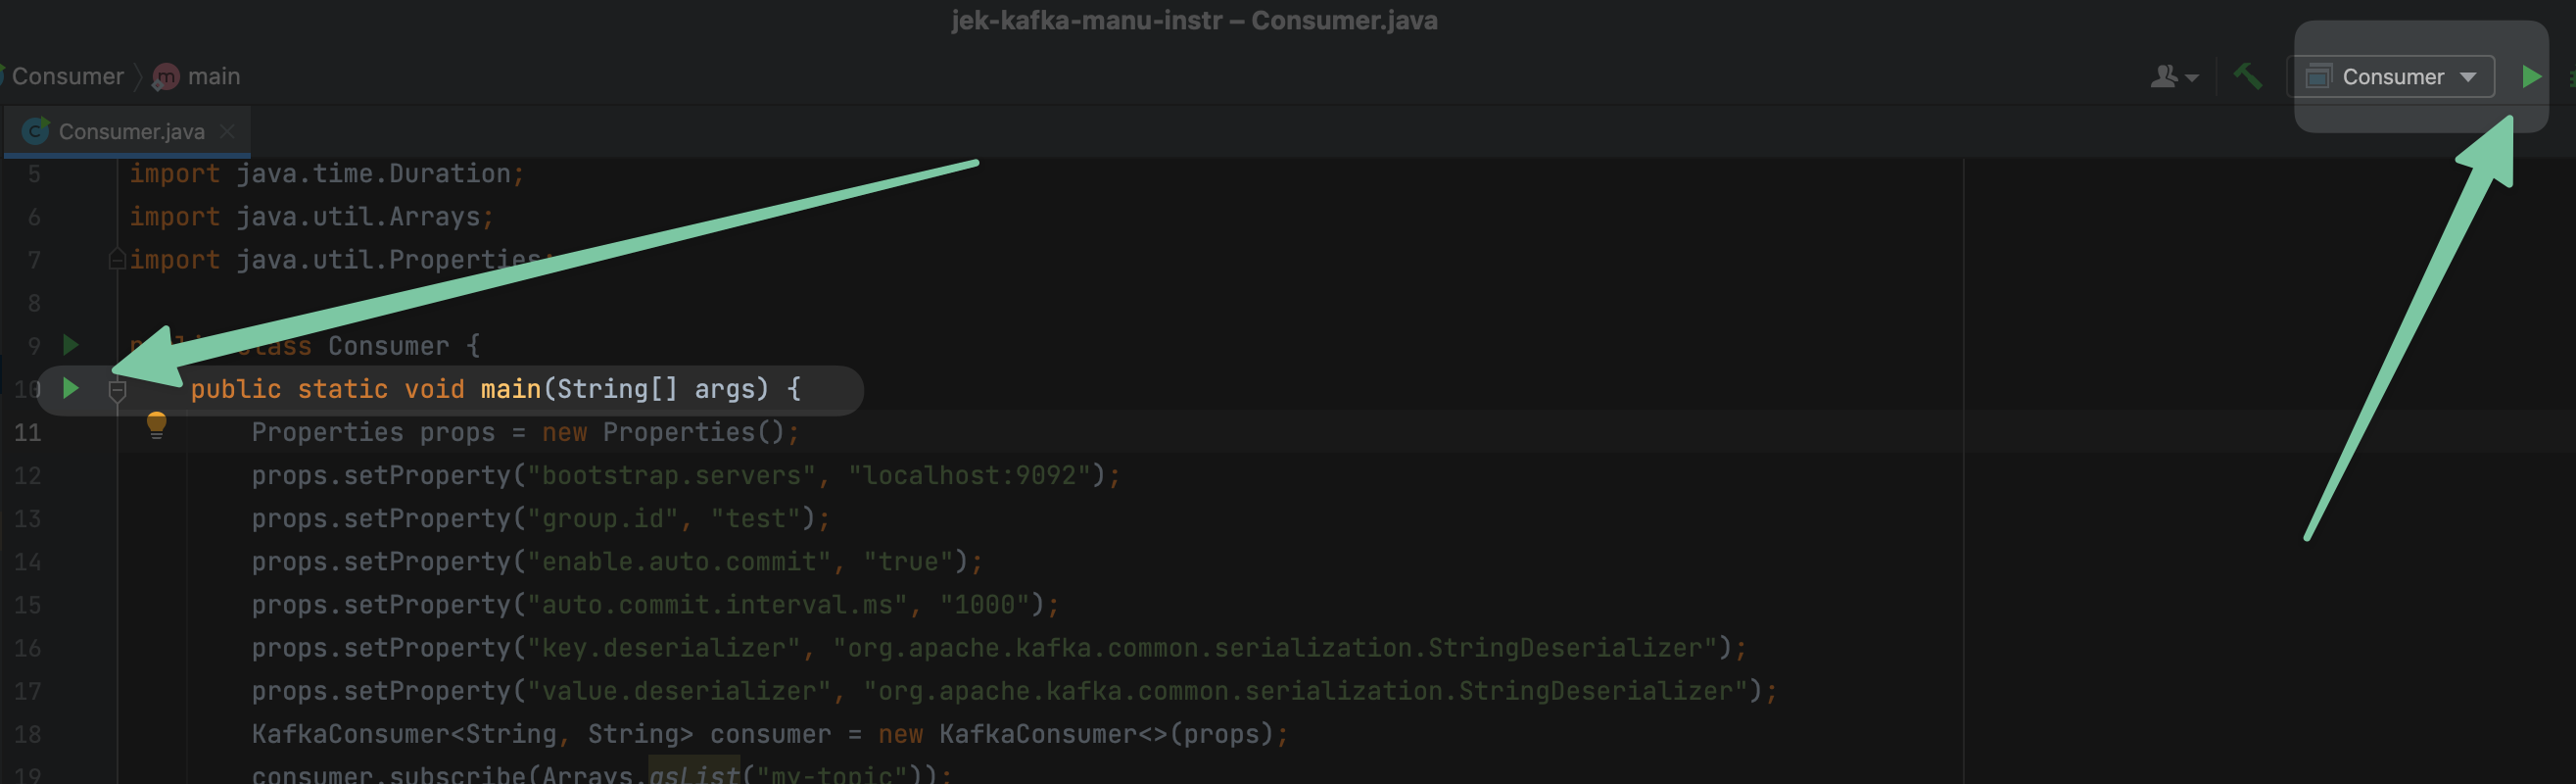 jek-kafka-manu-instr – Consumer.java
Consumer main
Consumer
Consumer.java
5 import java.time.Duration;
6 import java.util.Arrays;
7 import java.util.Properties;
8
9 public class Consumer {
10 public static void main(String[] args) {
11 Properties props = new Properties();
12 props.setProperty("bootstrap.servers", "localhost:9092");
13 props.setProperty("group.id", "test");
14 props.setProperty("enable.auto.commit", "true");
15 props.setProperty("auto.commit.interval.ms", "1000");
16 props.setProperty("key.deserializer", "org.apache.kafka.common.serialization.StringDeserializer");
17 props.setProperty("value.deserializer", "org.apache.kafka.common.serialization.StringDeserializer");
18 KafkaConsumer<String, String> consumer = new KafkaConsumer<>(props);
19 consumer.subscribe(Arrays.asList("my-topic"));